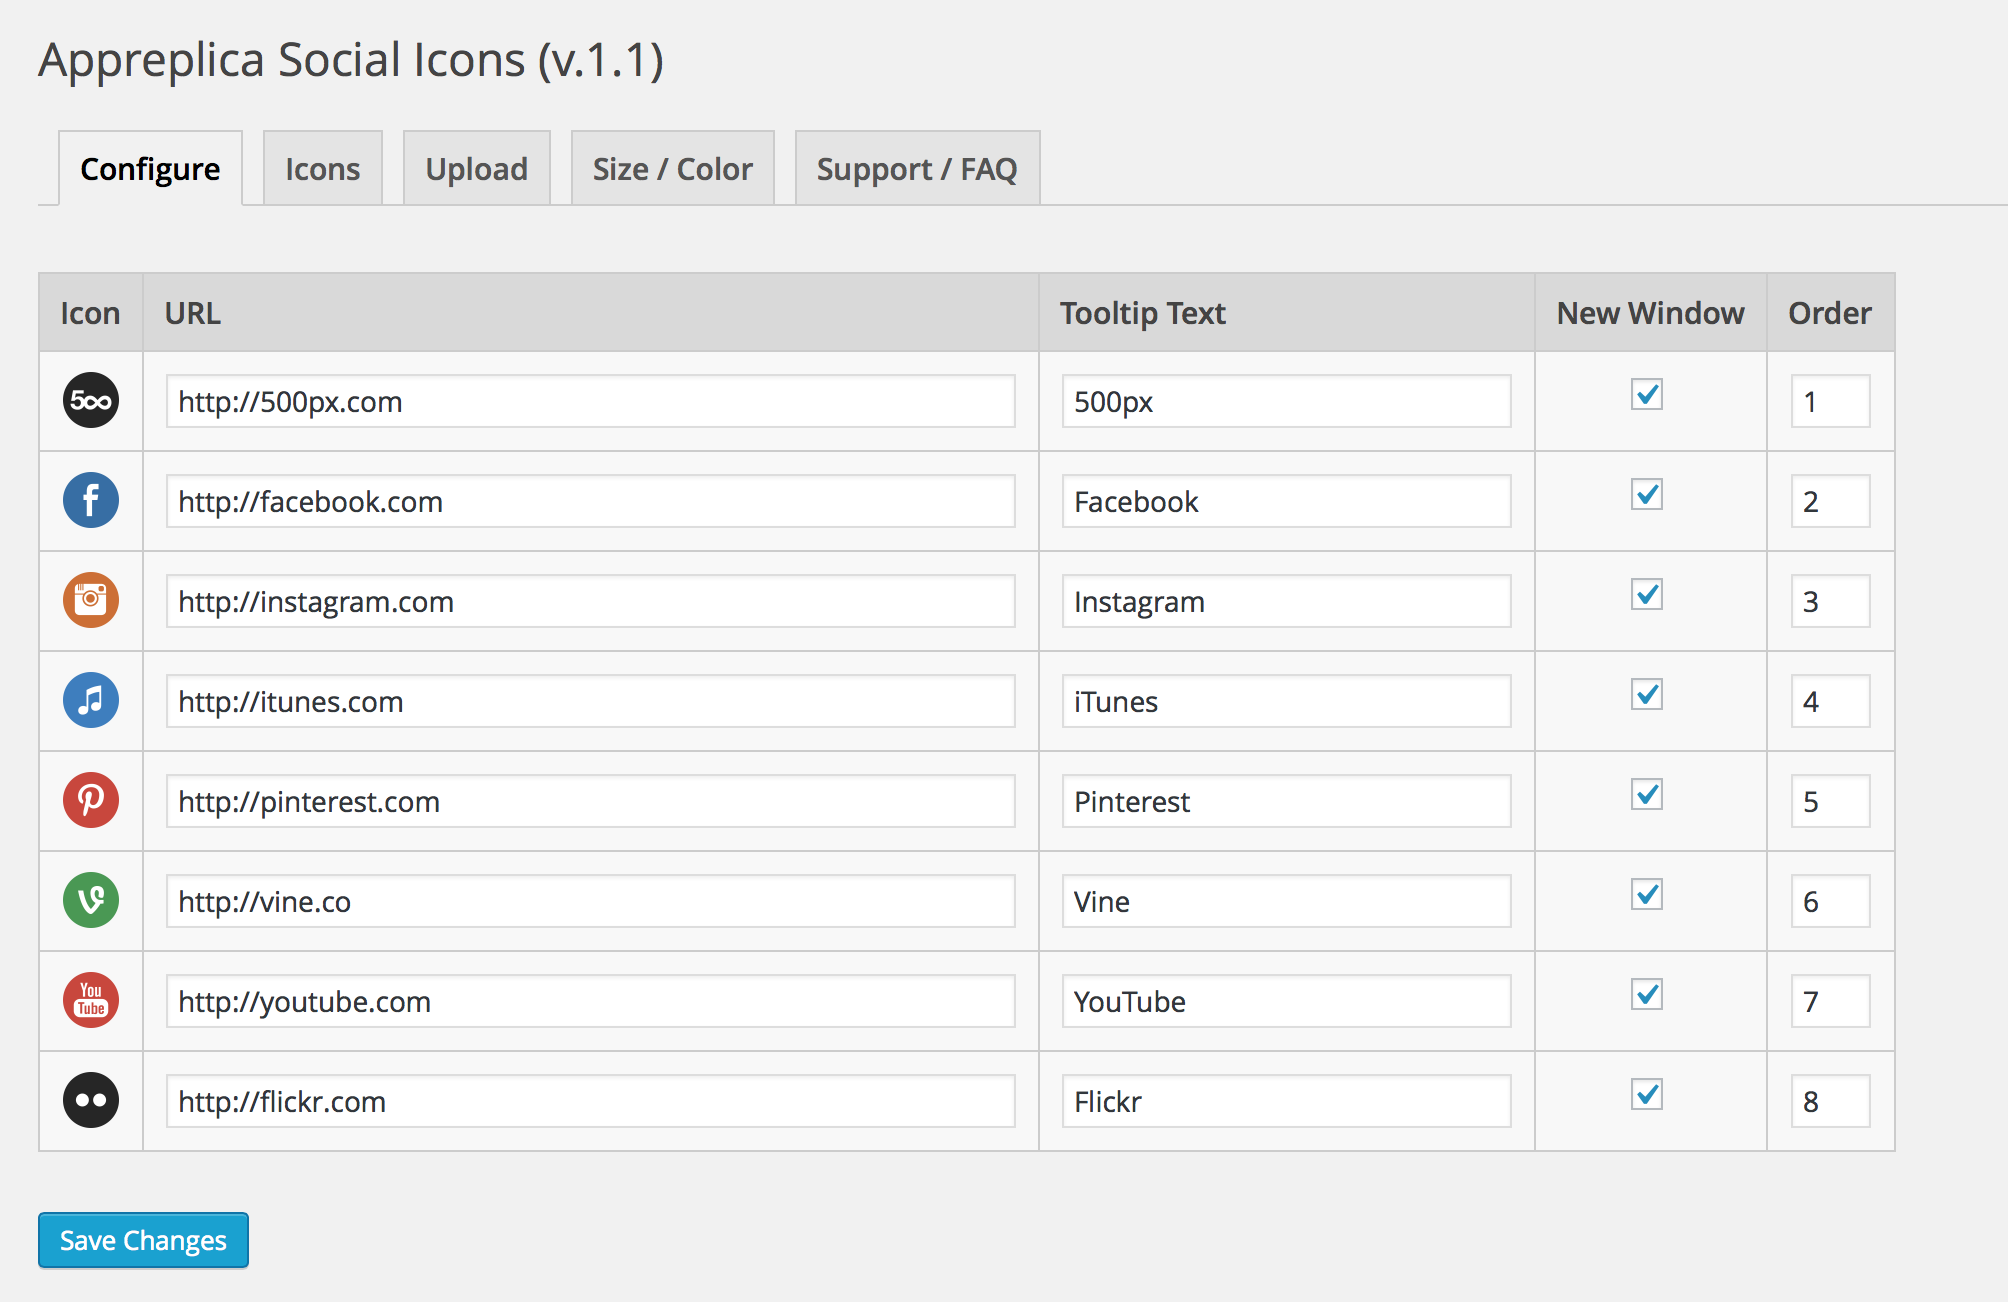 Appreplica Social Icons (v.1.1)
Configure Icons Upload Size / Color Support / FAQ
Icon URL Tooltip Text New Window Order
500 http://500px.com 500px 1
f http://facebook.com Facebook 2
http://instagram.com Instagram 3
http://itunes.com iTunes 4
http://pinterest.com Pinterest 5
http://vine.co Vine 6
You Tube http://youtube.com YouTube 7
http://flickr.com Flickr 8
Save Changes